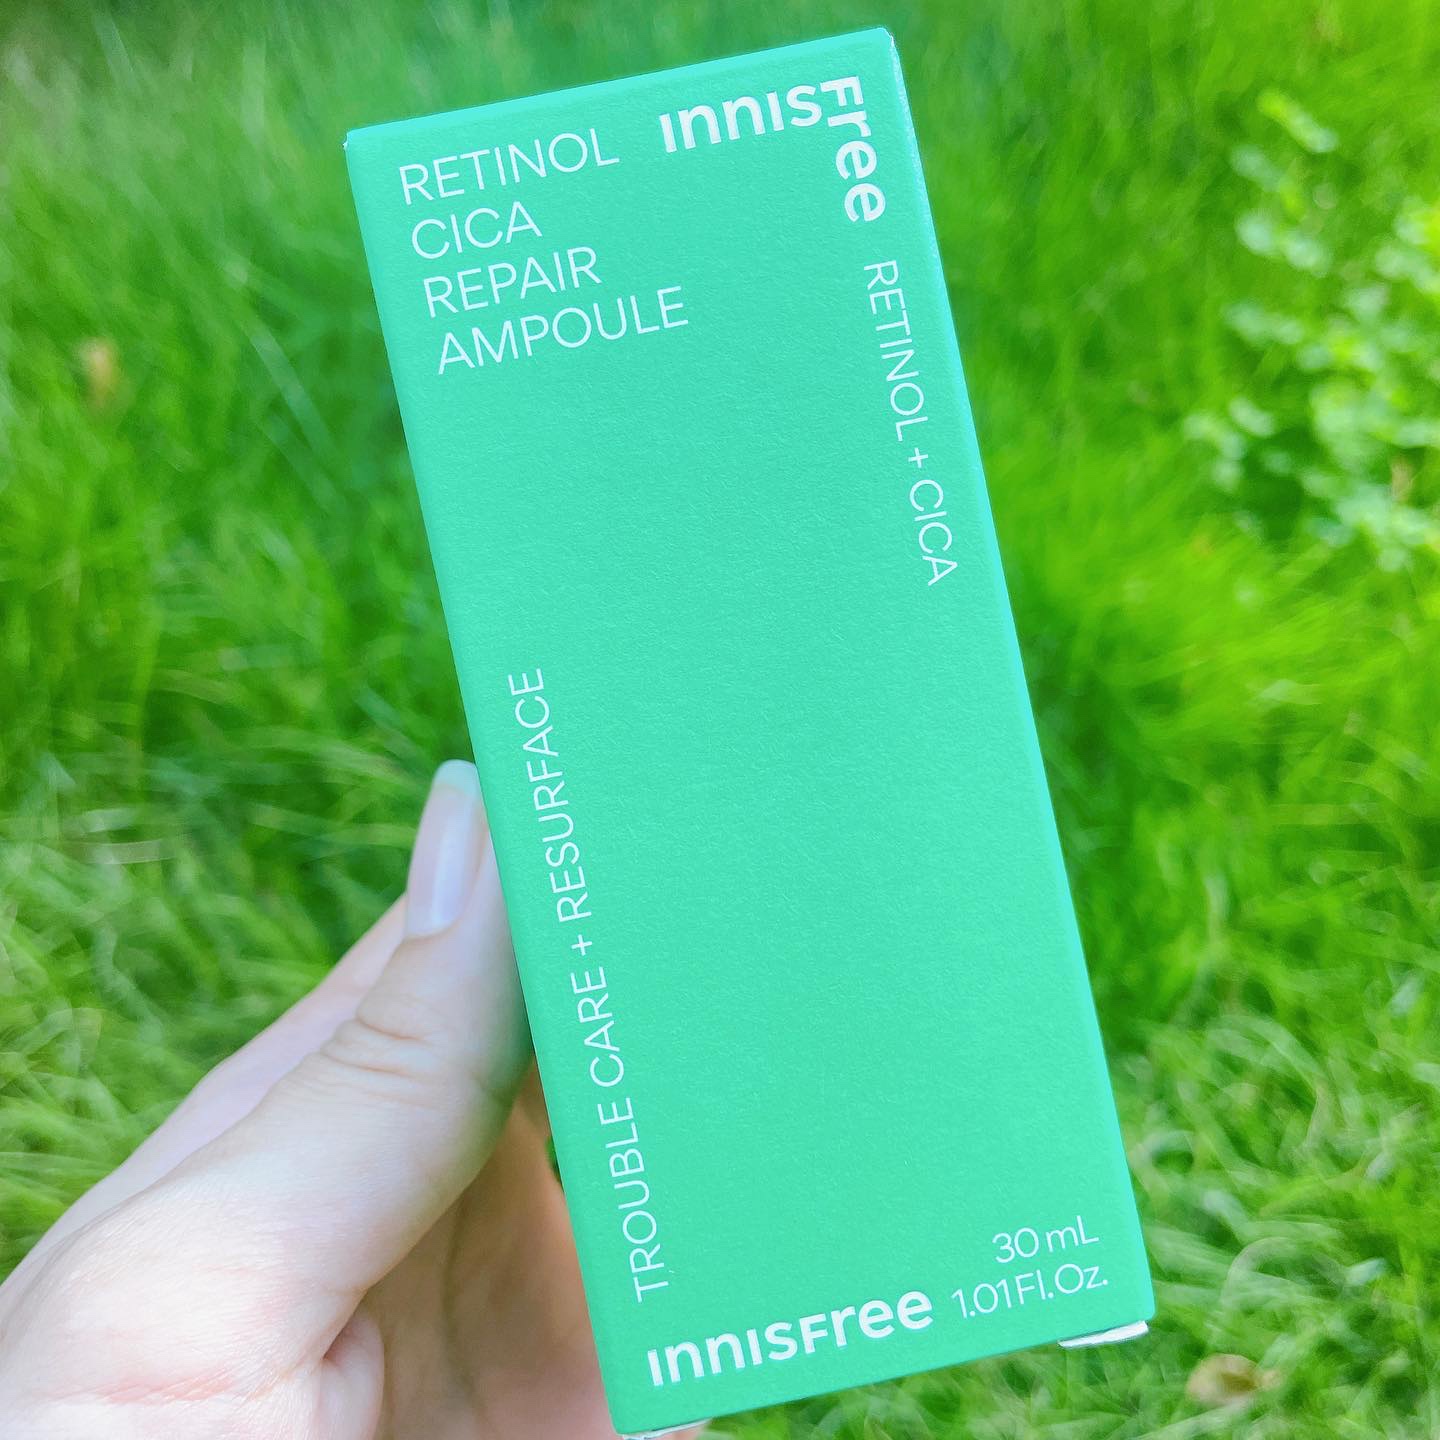 RETINOL
CICA
REPAIR
AMPOULE
INNISFree
RETINOL + CICA
TROUBLE CARE + RESURFACE
30 mL
1.01 Fl. Oz.
INNISFree